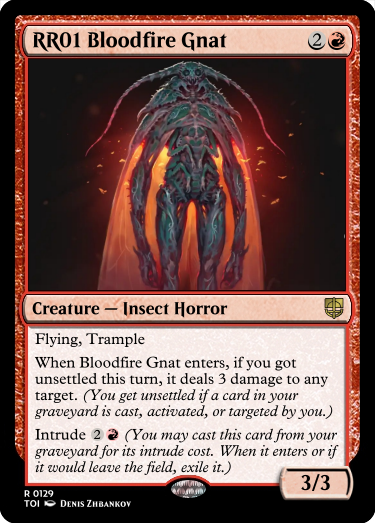 RR01 Bloodfire Gnat 2
Creature — Insect Horror
Flying, Trample
When Bloodfire Gnat enters, if you got
unsettled this turn, it deals 3 damage to any
target. (You get unsettled if a card in your
graveyard is cast, activated, or targeted by you.)
Intrude 2 (You may cast this card from your
graveyard for its intrude cost. When it enters or if
it would leave the field, exile it.)
3/3
R 0129
TOI Denis Zhbankov